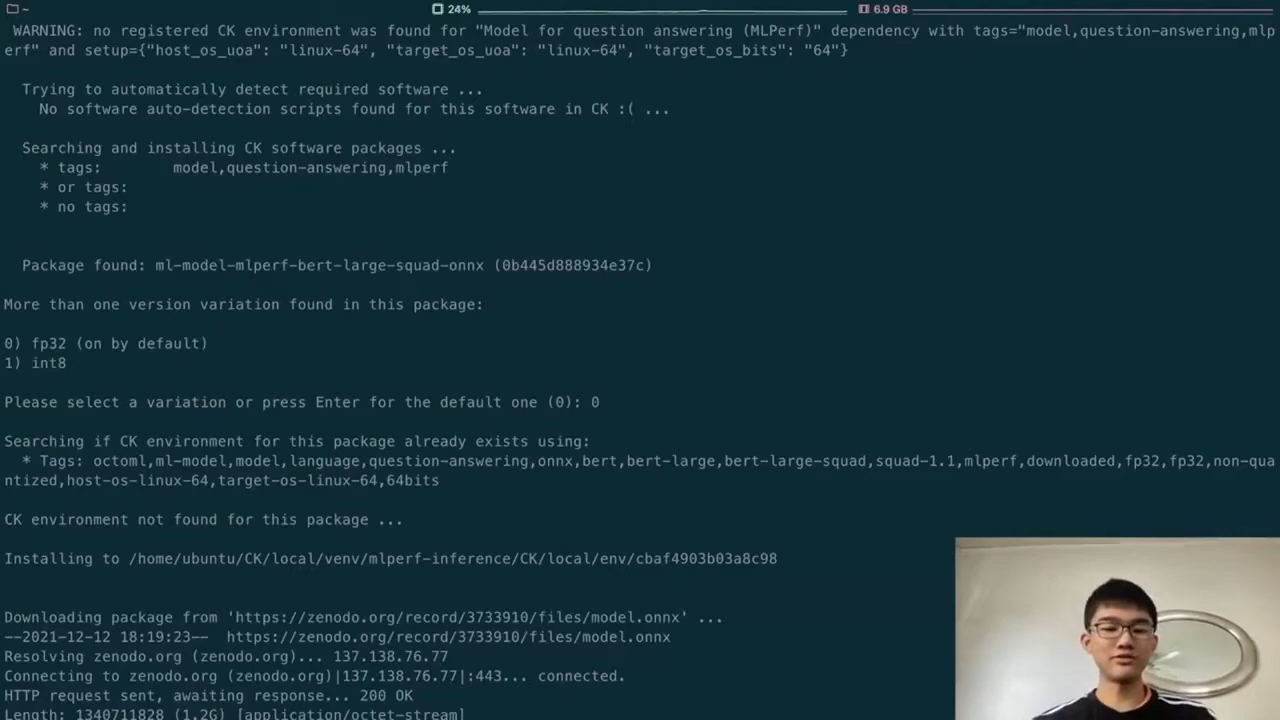 ~ 24% 6.9 GB
WARNING: no registered CK environment was found for "Model for question answering (MLPerf)" dependency with tags="model,question-answering,mlp
erf" and setup={"host_os_uoa": "linux-64", "target_os_uoa": "linux-64", "target_os_bits": "64"}
Trying to automatically detect required software ...
No software auto-detection scripts found for this software in CK :( ...
Searching and installing CK software packages ...
* tags: model,question-answering,mlperf
* or tags:
* no tags:
Package found: ml-model-mlperf-bert-large-squad-onnx (0b445d888934e37c)
More than one version variation found in this package:
0) fp32 (on by default)
1) int8
Please select a variation or press Enter for the default one (0): 0
Searching if CK environment for this package already exists using:
* Tags: octoml,ml-model,model,language,question-answering,onnx,bert,bert-large,bert-large-squad,squad-1.1,mlperf,downloaded,fp32,fp32,non-qua
ntized,host-os-linux-64,target-os-linux-64,64bits
CK environment not found for this package ...
Installing to /home/ubuntu/CK/local/venv/mlperf-inference/CK/local/env/cbaf4903b03a8c98
Downloading package from 'https://zenodo.org/record/3733910/files/model.onnx' ...
--2021-12-12 18:19:23-- https://zenodo.org/record/3733910/files/model.onnx
Resolving zenodo.org (zenodo.org)... 137.138.76.77
Connecting to zenodo.org (zenodo.org)|137.138.76.77|:443... connected.
HTTP request sent, awaiting response... 200 OK
Length: 1340711828 (1.2G) [application/octet-stream]